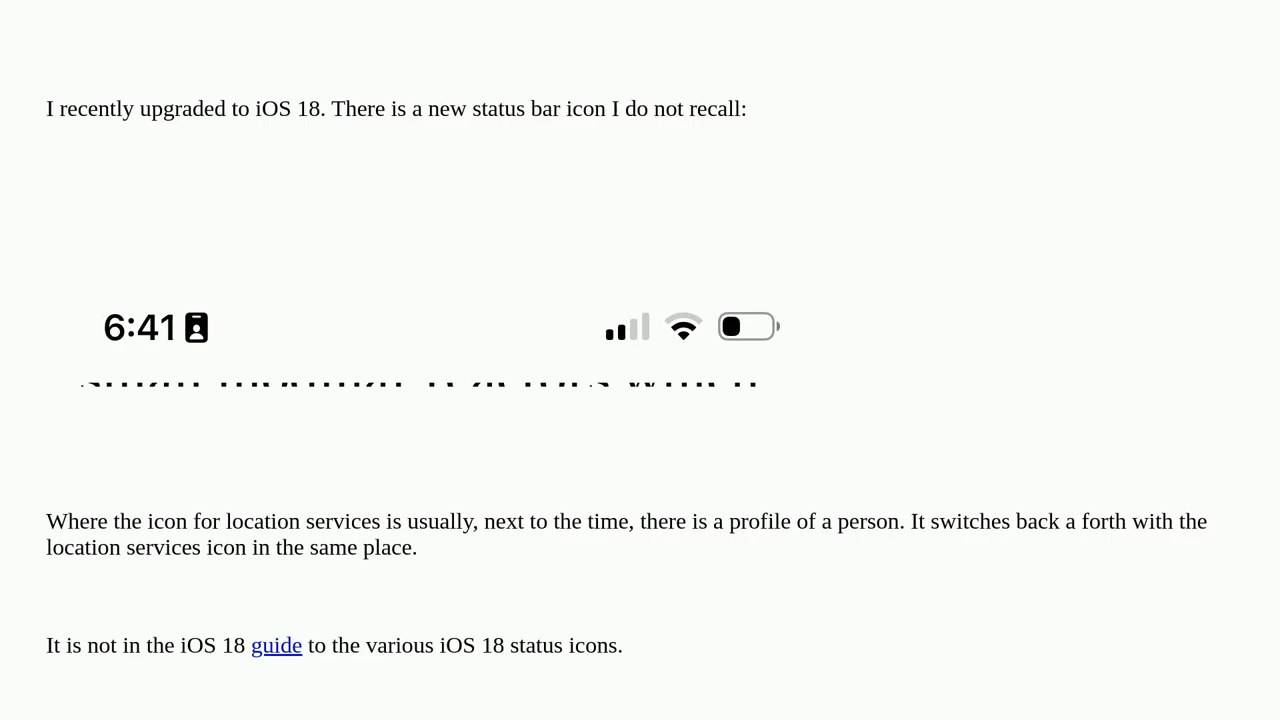 I recently upgraded to iOS 18. There is a new status bar icon I do not recall:
6:41
Where the icon for location services is usually, next to the time, there is a profile of a person. It switches back a forth with the
location services icon in the same place.
It is not in the iOS 18 guide to the various iOS 18 status icons.